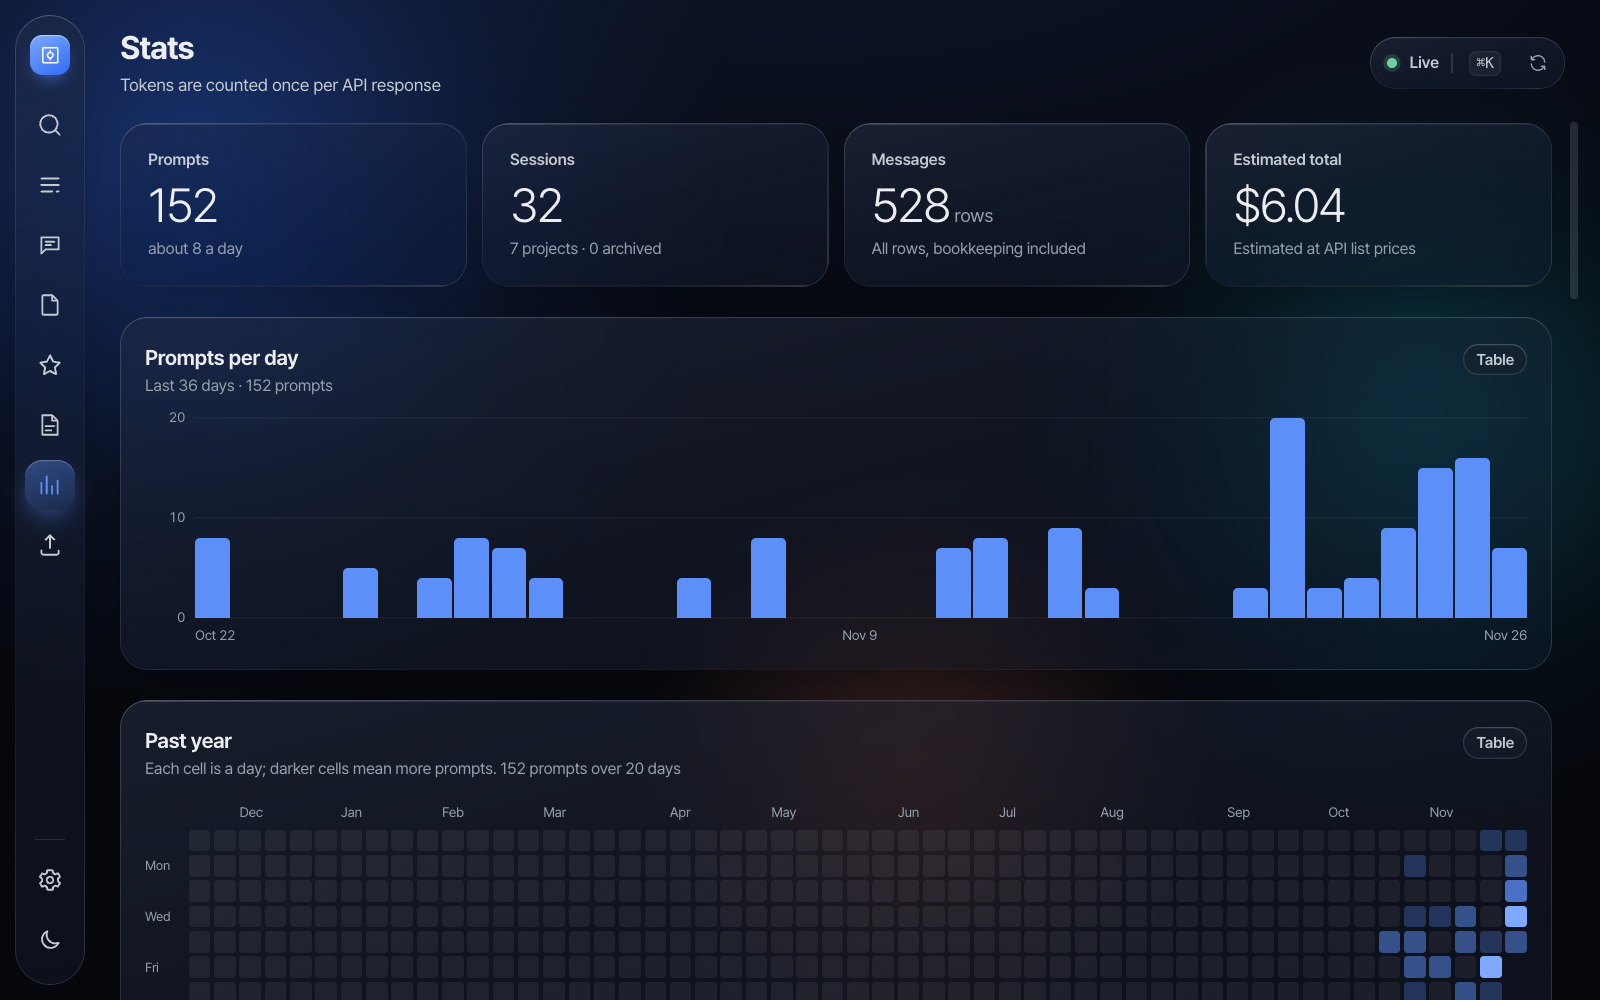 Stats
Tokens are counted once per API response
Live
⌘K
Prompts
152
about 8 a day
Sessions
32
7 projects · 0 archived
Messages
528 rows
All rows, bookkeeping included
Estimated total
$6.04
Estimated at API list prices
Prompts per day
Last 36 days · 152 prompts
Table
20
10
0
Oct 22
Nov 9
Nov 26
Past year
Each cell is a day; darker cells mean more prompts. 152 prompts over 20 days
Table
Dec Jan Feb Mar Apr May Jun Jul Aug Sep Oct Nov
Mon
Wed
Fri